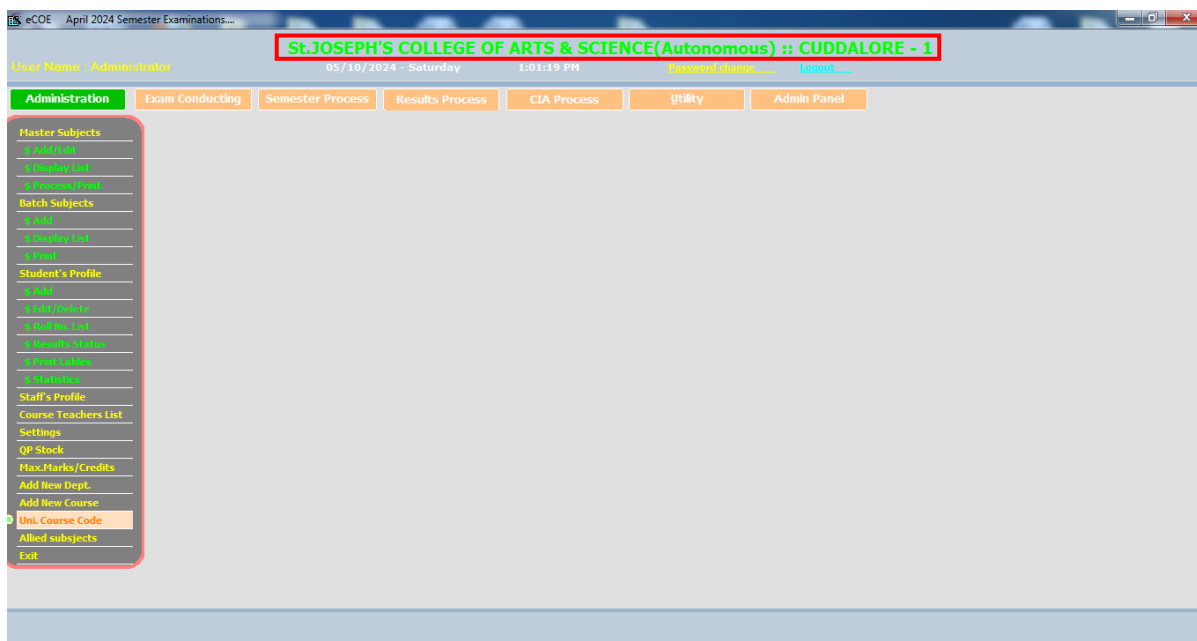 eCOE April 2024 Semester Examinations....
St.JOSEPH'S COLLEGE OF ARTS & SCIENCE(Autonomous) :: CUDDALORE - 1
User Name : Administrator 05/10/2024 - Saturday 1:01:19 PM Password change Logout
Administration Exam Conducting Semester Process Results Process CIA Process Utility Admin Panel
Master Subjects
$ Add/Edit
$ Display List
$ Process/Print
Batch Subjects
$ Add
$ Display List
$ Print
Student's Profile
$ Add
$ Edit/Delete
$ Roll No. List
$ Results Status
$ Print Lables
$ Statistics
Staff's Profile
Course Teachers List
Settings
QP Stock
Max.Marks/Credits
Add New Dept.
Add New Course
Uni. Course Code
Allied subsjects
Exit